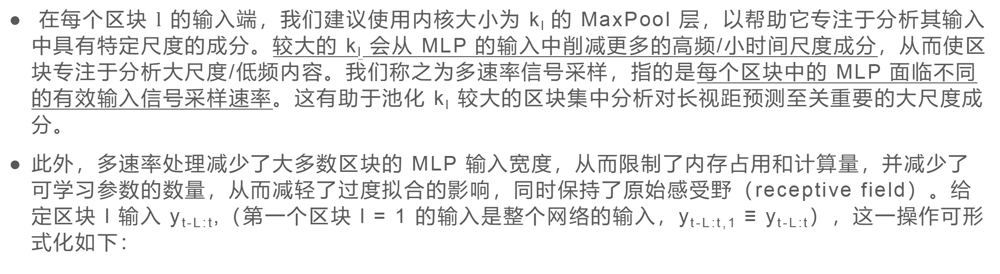 ● 在每个区块 l 的输入端，我们建议使用内核大小为 kl 的 MaxPool 层，以帮助它专注于分析其输入
中具有特定尺度的成分。较大的 kl 会从 MLP 的输入中削减更多的高频/小时间尺度成分，从而使区
块专注于分析大尺度/低频内容。我们称之为多速率信号采样，指的是每个区块中的 MLP 面临不同
的有效输入信号采样速率。这有助于池化 kl 较大的区块集中分析对长视距预测至关重要的大尺度成
分。
● 此外，多速率处理减少了大多数区块的 MLP 输入宽度，从而限制了内存占用和计算量，并减少了
可学习参数的数量，从而减轻了过度拟合的影响，同时保持了原始感受野（receptive field）。给
定区块 l 输入 yt-L:t,（第一个区块 l = 1 的输入是整个网络的输入，yt-L:t,1 ≡ yt-L:t），这一操作可形
式化如下：